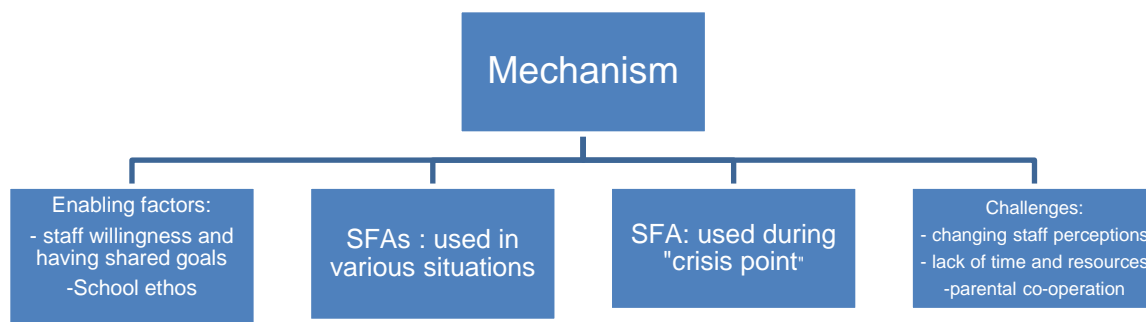 Mechanism
Enabling factors:
- staff willingness and
having shared goals
-School ethos
SFAs : used in
various situations
SFA: used during
"crisis point"
Challenges:
- changing staff perceptions
- lack of time and resources
-parental co-operation